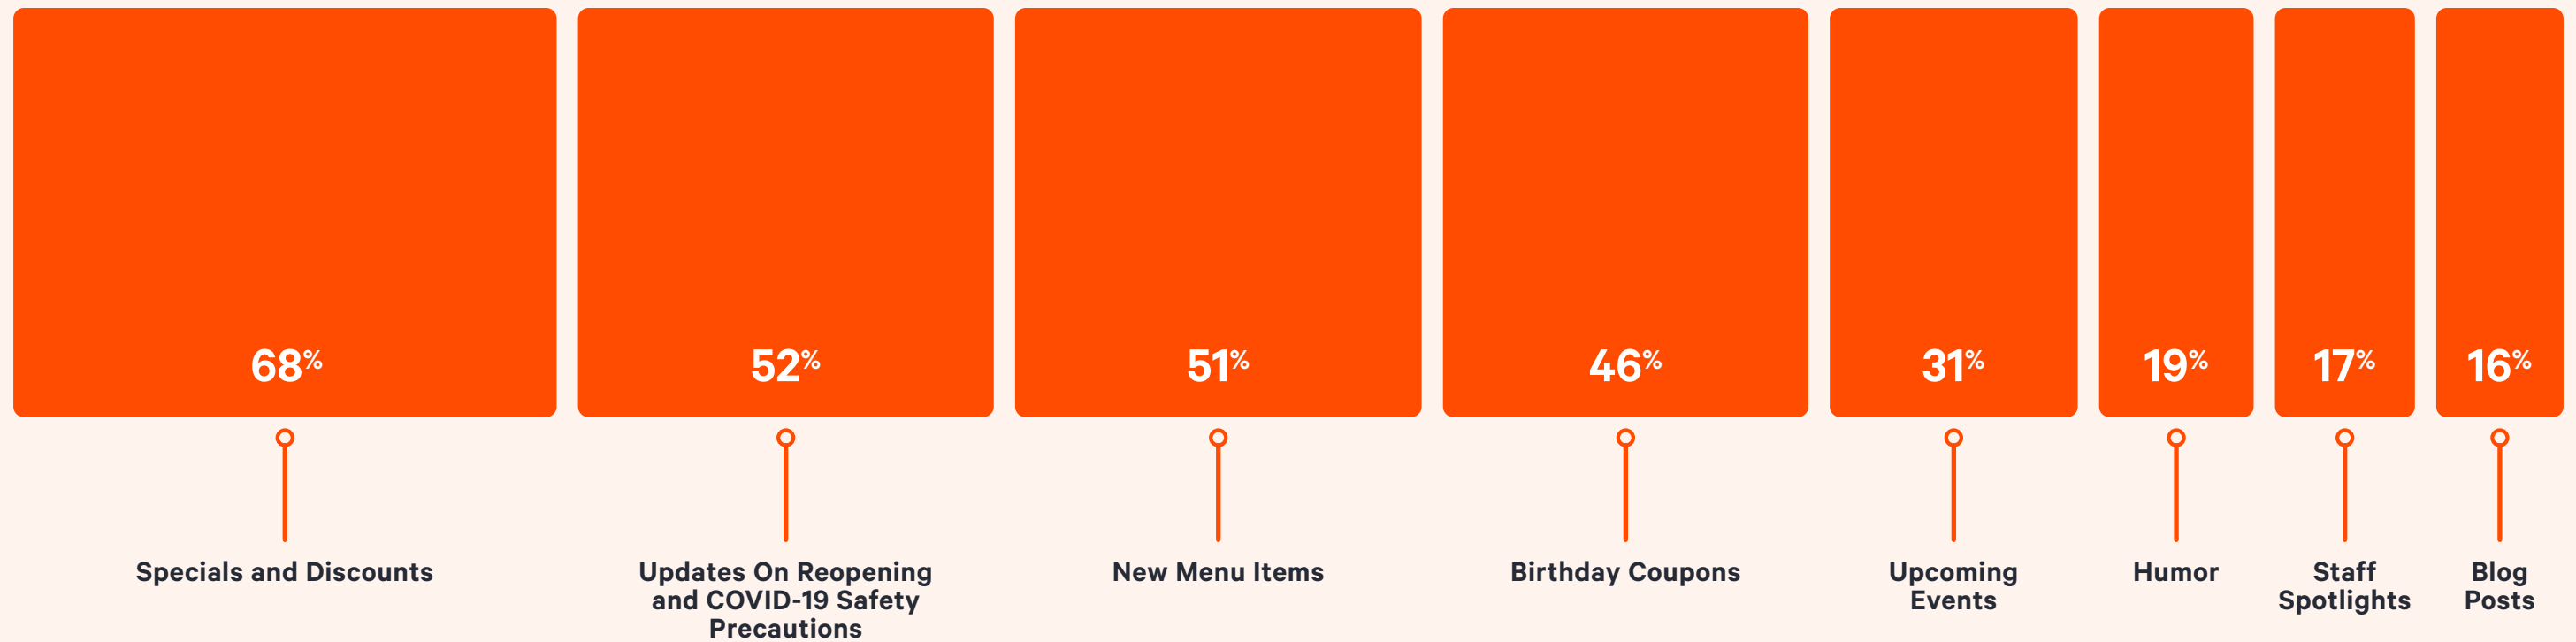 68%
52%
51%
46%
31%
19%
17%
16%
Specials and Discounts
Updates On Reopening
and COVID-19 Safety
Precautions
New Menu Items
Birthday Coupons
Upcoming
Events
Humor
Staff
Spotlights
Blog
Posts